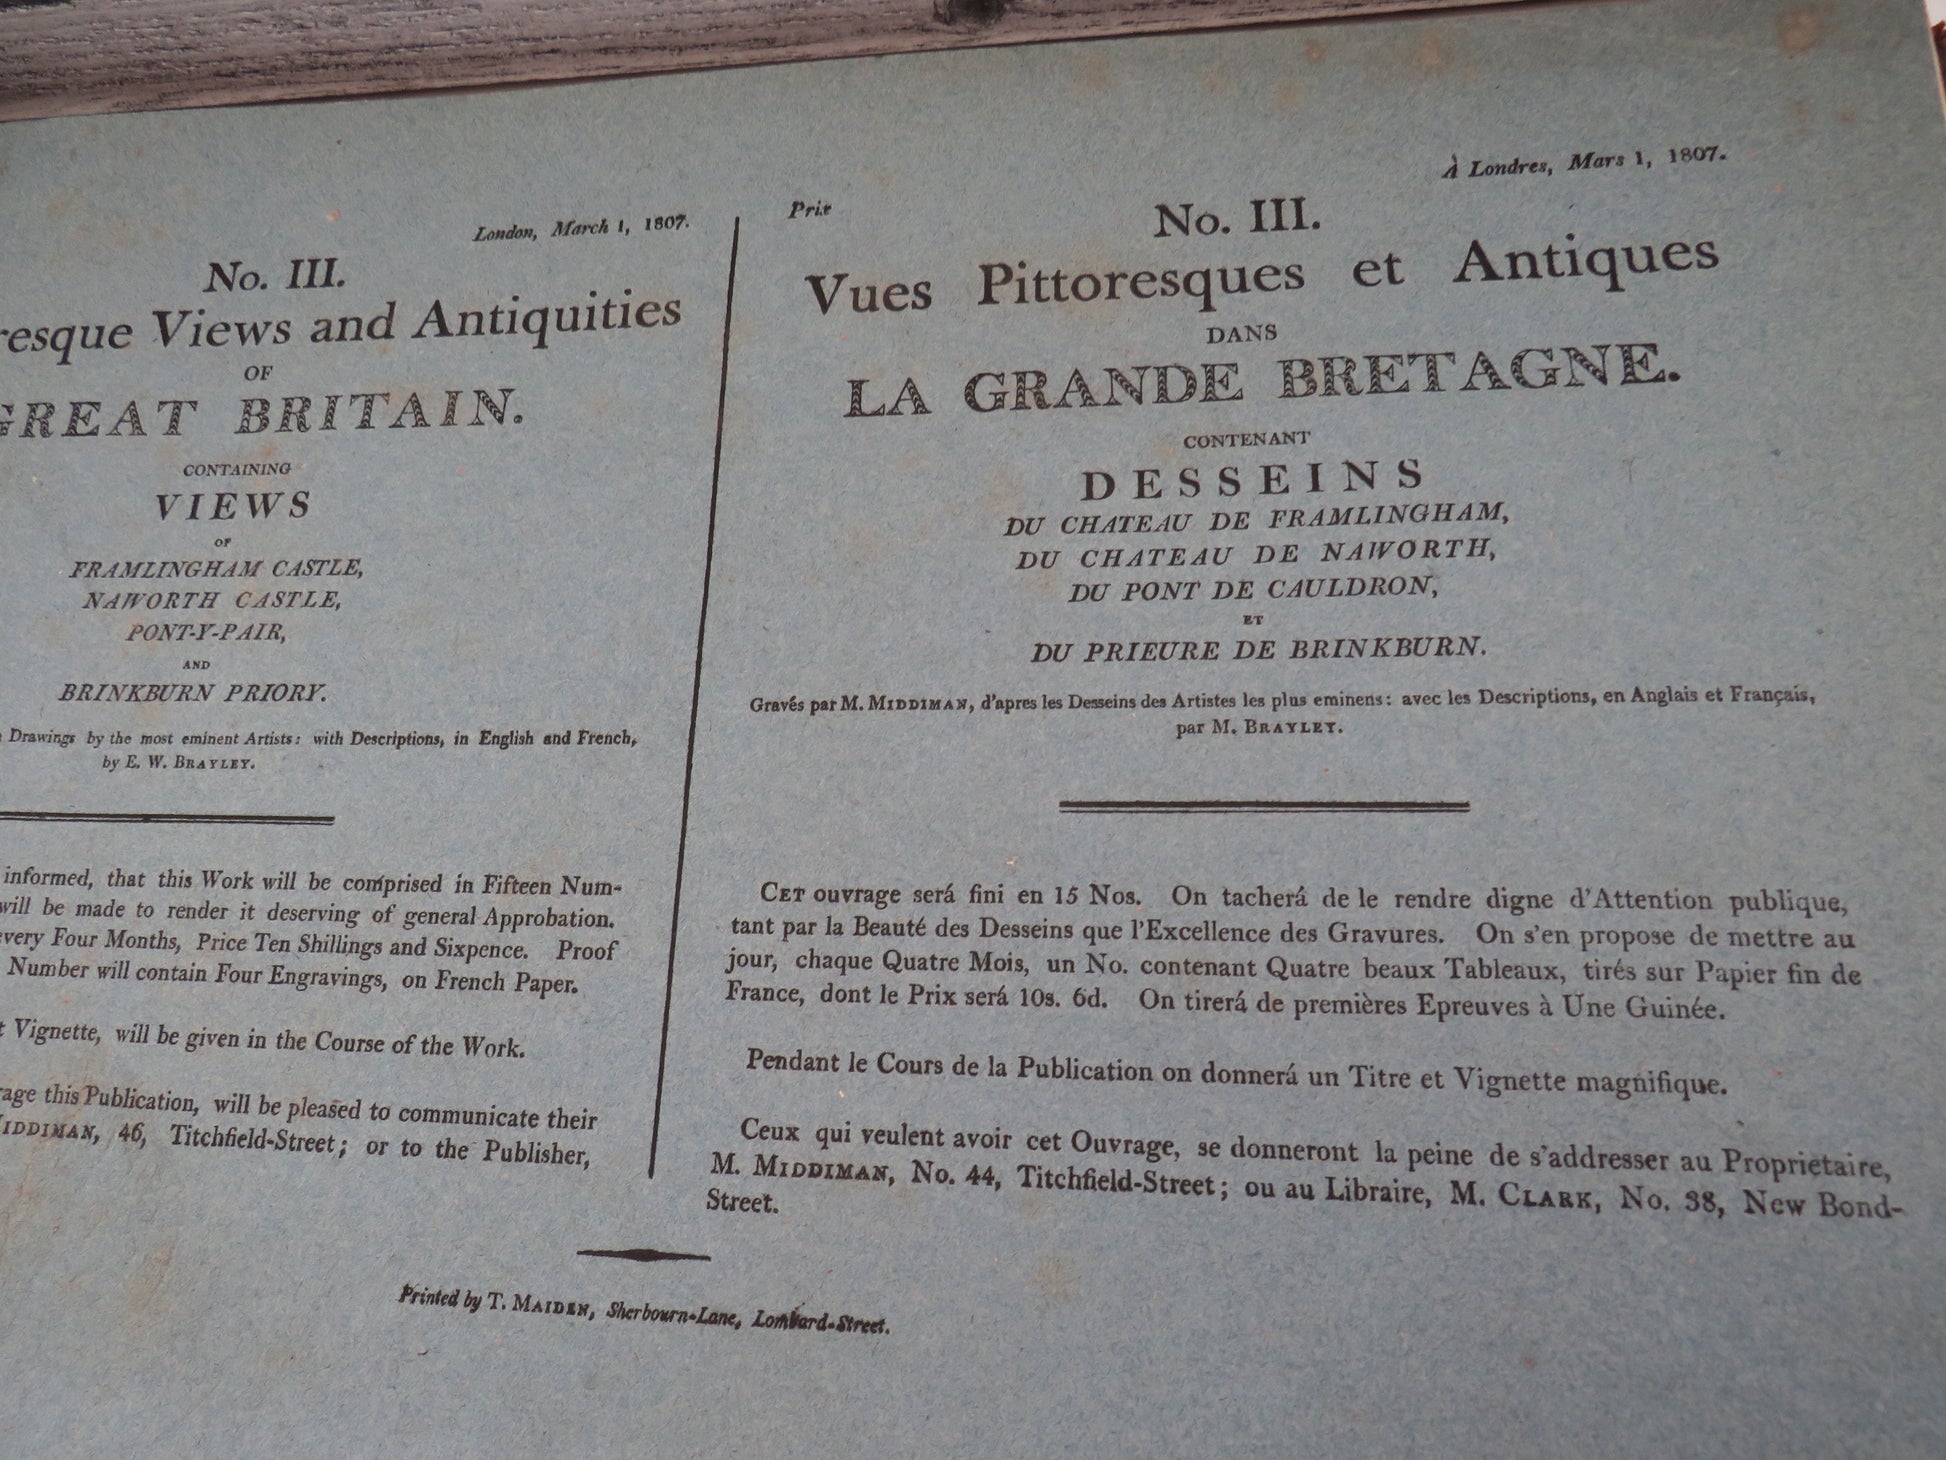 London, March 1, 1807.
No. III.
Views and Antiquities
OF
GREAT BRITAIN.
CONTAINING
VIEWS
OF
FRAMLINGHAM CASTLE,
NAWORTH CASTLE,
PONT-Y-PAIR,
AND
BRINKBURN PRIORY.
Drawings by the most eminent Artists: with Descriptions, in English and French,
by E. W. BRAYLEY.
informed, that this Work will be comprised in Fifteen Num-
will be made to render it deserving of general Approbation.
every Four Months, Price Ten Shillings and Sixpence. Proof
Number will contain Four Engravings, on French Paper.
Vignette, will be given in the Course of the Work.
this Publication, will be pleased to communicate their
MIDDIMAN, 46, Titchfield-Street; or to the Publisher,
À Londres, Mars 1, 1807.
Prix
No. III.
Vues Pittoresques et Antiques
DANS
LA GRANDE BRETAGNE.
CONTENANT
DESSEINS
DU CHATEAU DE FRAMLINGHAM,
DU CHATEAU DE NAWORTH,
DU PONT DE CAULDRON,
ET
DU PRIEURE DE BRINKBURN.
Gravés par M. MIDDIMAN, d'apres les Desseins des Artistes les plus eminens: avec les Descriptions, en Anglais et Français,
par M. BRAYLEY.
CET ouvrage será fini en 15 Nos. On tacherá de le rendre digne d'Attention publique,
tant par la Beauté des Desseins que l'Excellence des Gravures. On s'en propose de mettre au
jour, chaque Quatre Mois, un No. contenant Quatre beaux Tableaux, tirés sur Papier fin de
France, dont le Prix será 10s. 6d. On tirerá de premières Epreuves à Une Guinée.
Pendant le Cours de la Publication on donnerá un Titre et Vignette magnifique.
Ceux qui veulent avoir cet Ouvrage, se donneront la peine de s'addresser au Proprietaire,
M. MIDDIMAN, No. 44, Titchfield-Street; ou au Libraire, M. CLARK, No. 38, New Bond-
Street.
Printed by T. MAIDEN, Sherbourn-Lane, Lombard-Street.